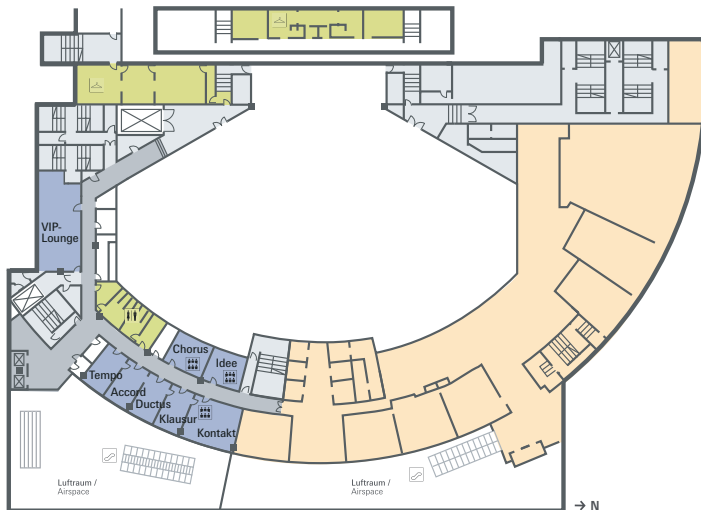 VIP-
Lounge
Chorus
Idee
Tempo
Accord
Ductus
Klausur
Kontakt
Luftraum /
Airspace
Luftraum /
Airspace
→ N